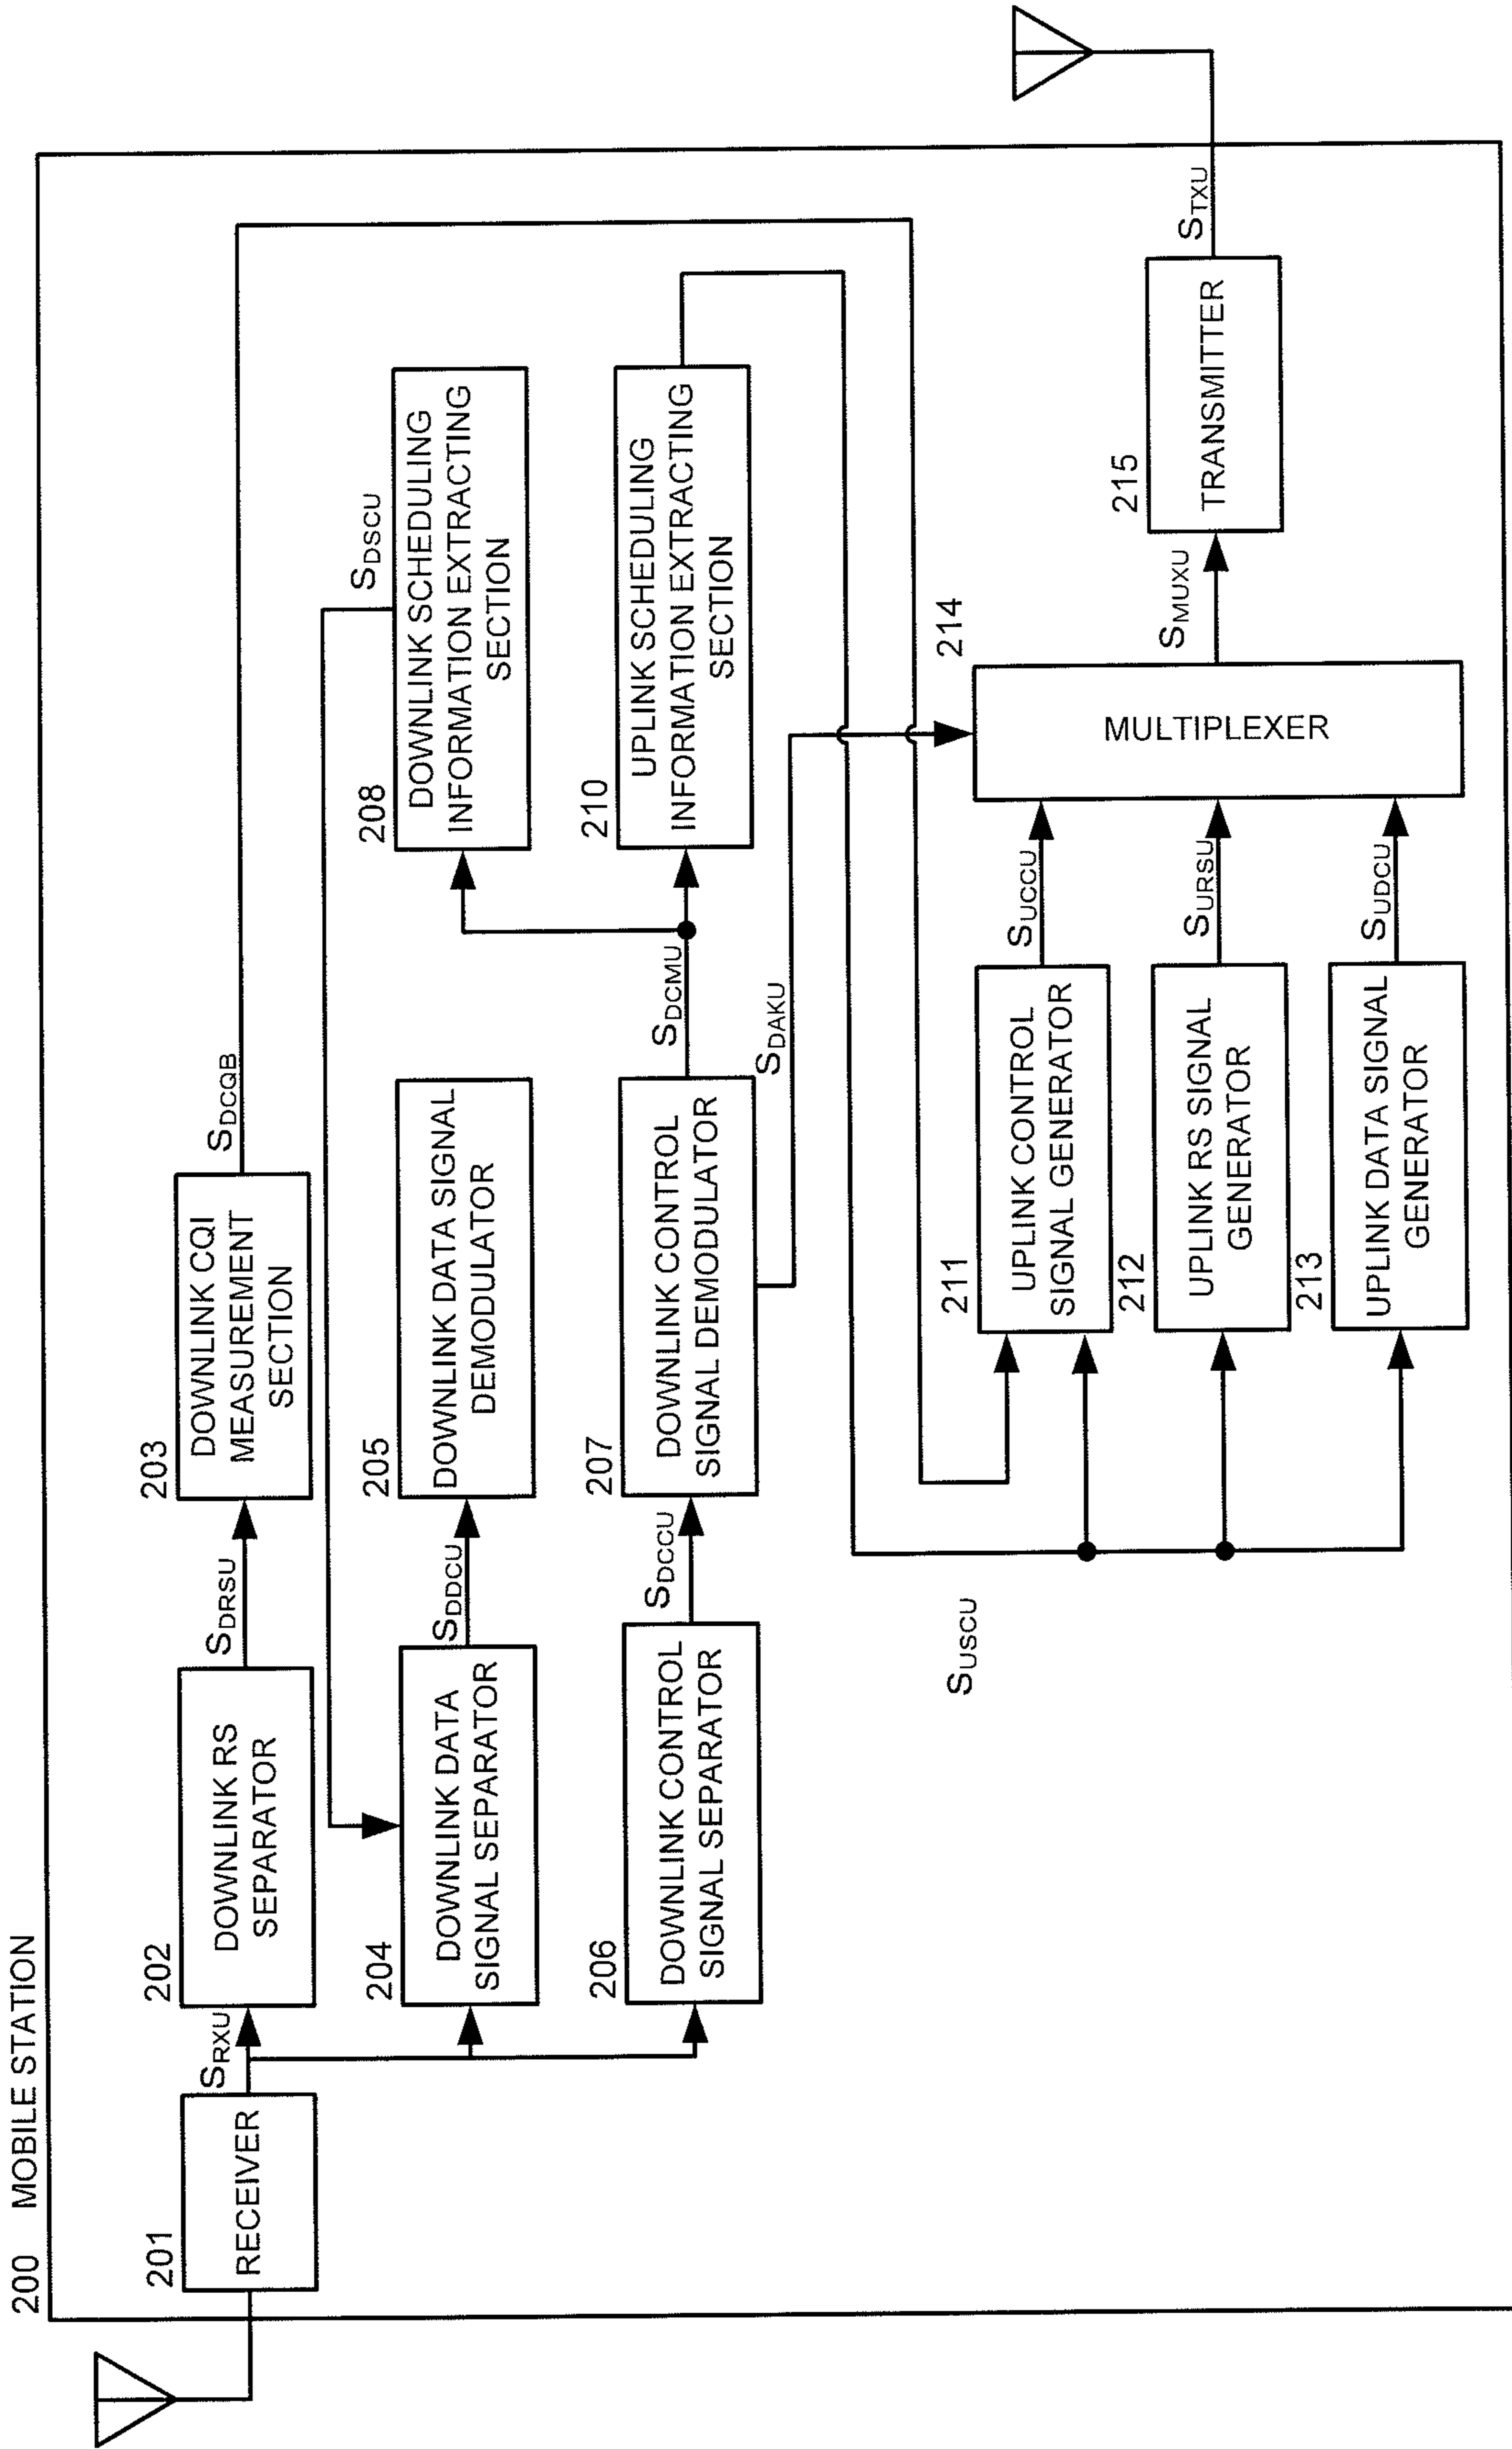 200 MOBILE STATION
201
RECEIVER
SRXU
202
DOWNLINK RS
SEPARATOR
SDRSU
203
DOWNLINK CQI
MEASUREMENT
SECTION
SDCQB
204
DOWNLINK DATA
SIGNAL SEPARATOR
SDDCU
205
DOWNLINK DATA SIGNAL
DEMODULATOR
SDSCU
208
DOWNLINK SCHEDULING
INFORMATION EXTRACTING
SECTION
206
DOWNLINK CONTROL
SIGNAL SEPARATOR
SDCCU
207
DOWNLINK CONTROL
SIGNAL DEMODULATOR
SDCMU
SDAKU
210
UPLINK SCHEDULING
INFORMATION EXTRACTING
SECTION
SUSCU
211
UPLINK CONTROL
SIGNAL GENERATOR
SUCCU
212
UPLINK RS SIGNAL
GENERATOR
SURSU
213
UPLINK DATA SIGNAL
GENERATOR
SUDCU
214
MULTIPLEXER
SMUXU
215
TRANSMITTER
STXU